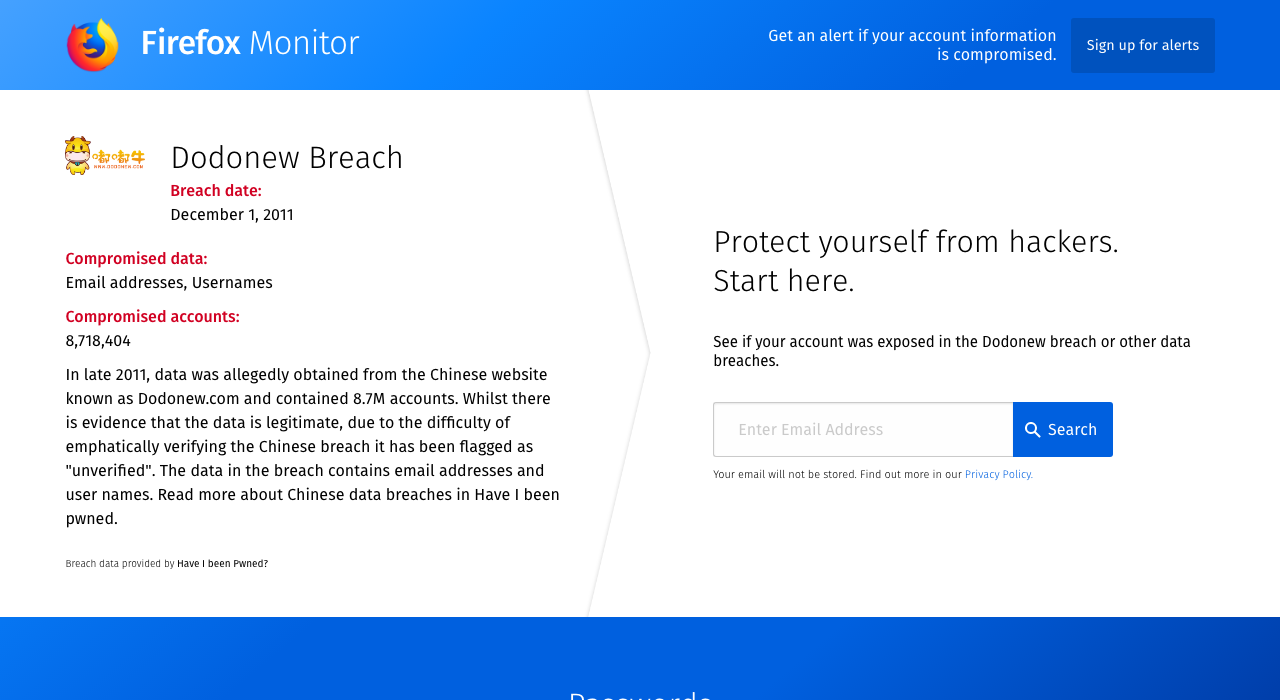 Firefox Monitor
Get an alert if your account information
is compromised.
Sign up for alerts
嘟嘟牛
WWW.DODONEW.COM
Dodonew Breach
Breach date:
December 1, 2011
Compromised data:
Email addresses, Usernames
Compromised accounts:
8,718,404
In late 2011, data was allegedly obtained from the Chinese website
known as Dodonew.com and contained 8.7M accounts. Whilst there
is evidence that the data is legitimate, due to the difficulty of
emphatically verifying the Chinese breach it has been flagged as
"unverified". The data in the breach contains email addresses and
user names. Read more about Chinese data breaches in Have I been
pwned.
Breach data provided by Have I been Pwned?
Protect yourself from hackers.
Start here.
See if your account was exposed in the Dodonew breach or other data
breaches.
Enter Email Address
Search
Your email will not be stored. Find out more in our Privacy Policy.
Passwords